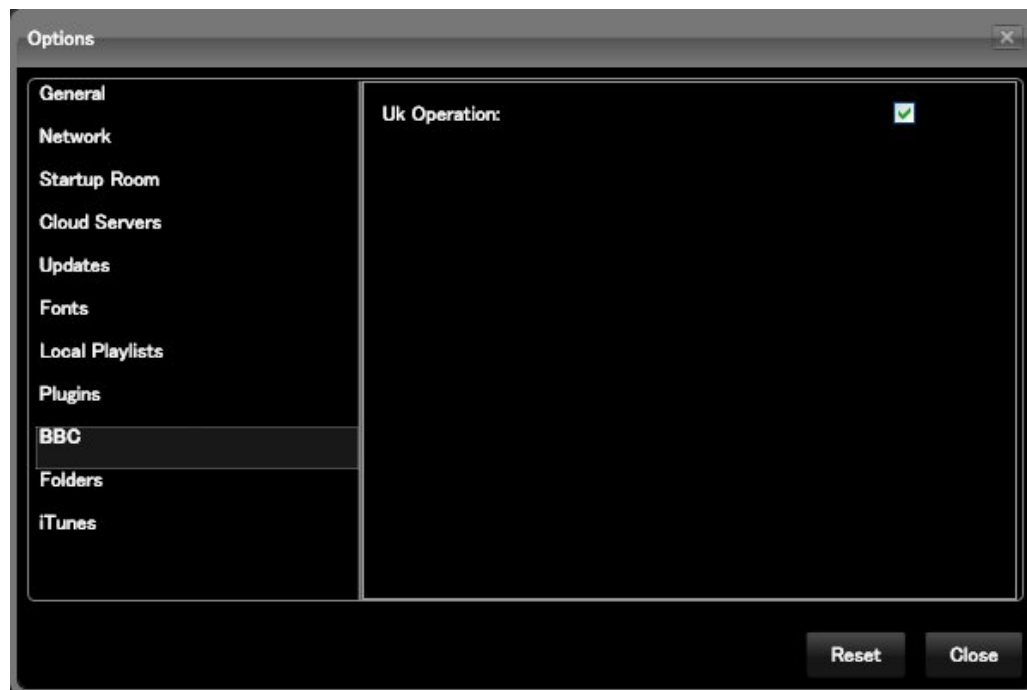 Options
General
Network
Startup Room
Cloud Servers
Updates
Fonts
Local Playlists
Plugins
BBC
Folders
iTunes
Uk Operation:
Reset
Close